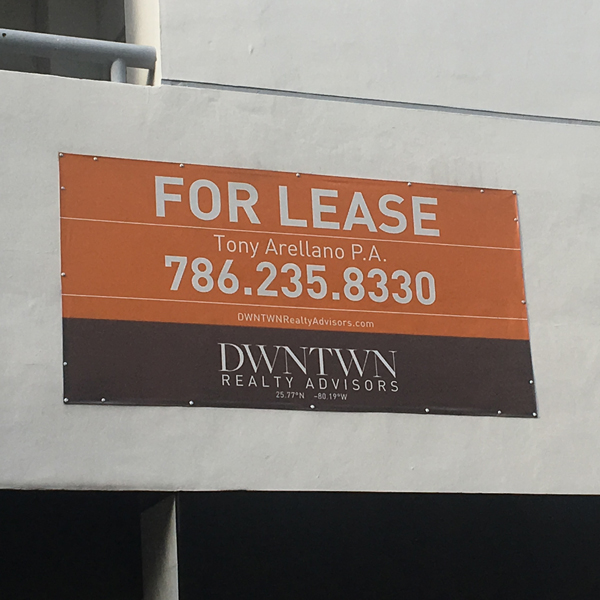 FOR LEASE
Tony Arellano P.A.
786.235.8330
DWNTWNRealtyAdvisors.com
DWNTWN
REALTY ADVISORS
25.77°N -80.19°W